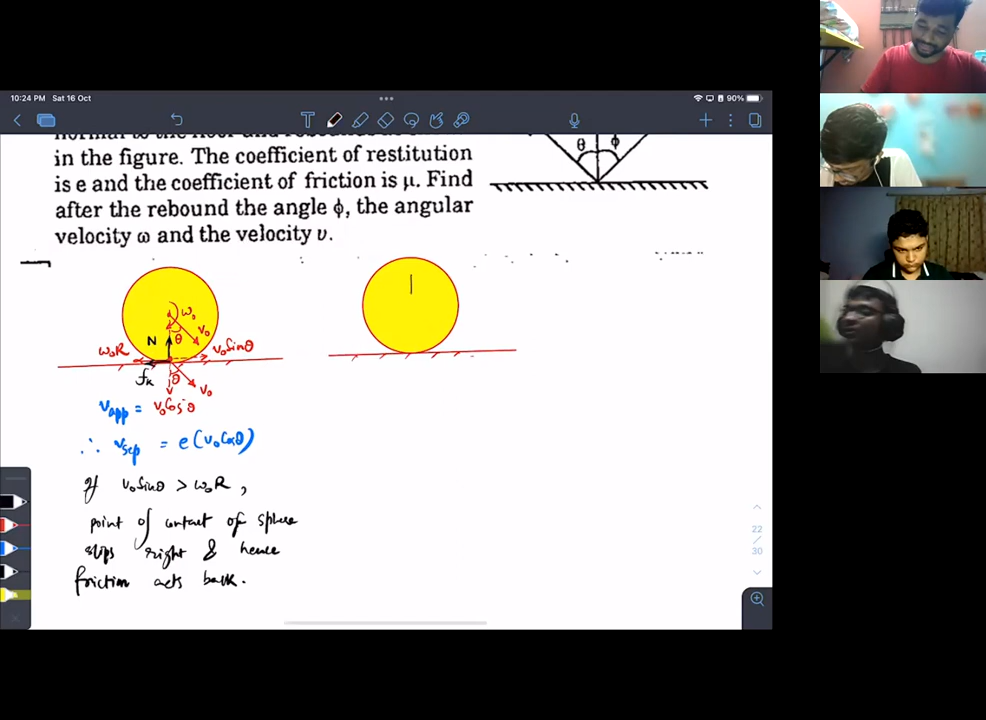 10:24 PM Sat 16 Oct
90%
in the figure. The coefficient of restitution
is e and the coefficient of friction is μ. Find
after the rebound the angle ϕ, the angular
velocity ω and the velocity υ.
θ ϕ
ω₀
N θ v₀
ω₀R v₀sinθ
fk θ v₀
v₀cosθ
vapp = v₀cosθ
∴ vsep = e(v₀cosθ)
If v₀sinθ > ω₀R,
point of contact of sphere
slips right & hence
friction acts back.
22
30